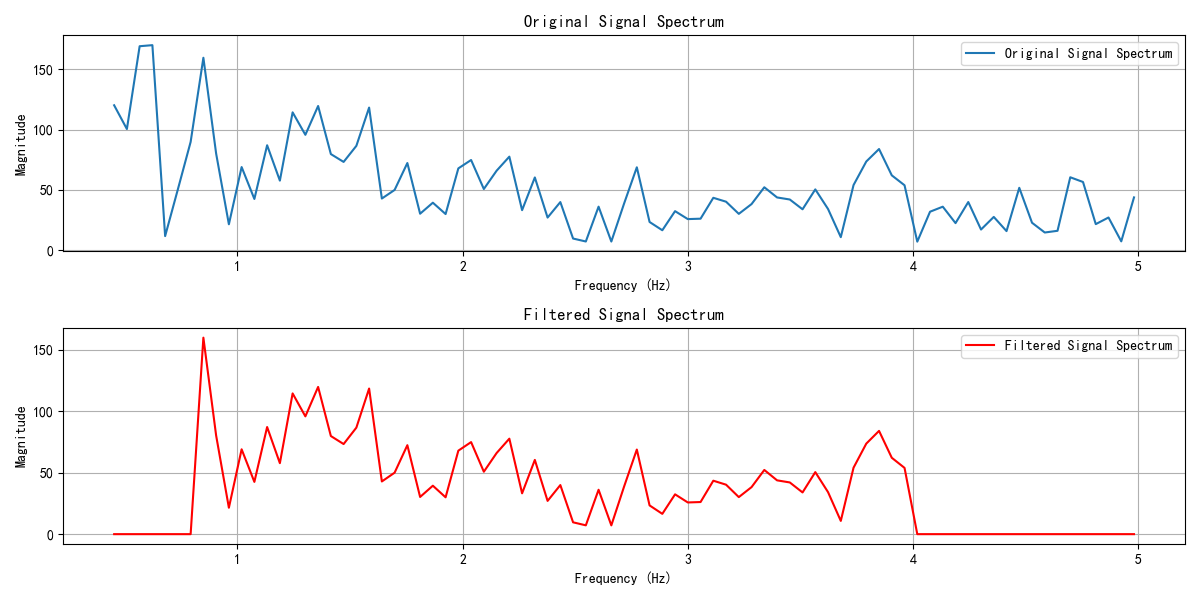 Original Signal Spectrum
Original Signal Spectrum
150
100
50
0
Magnitude
1 2 3 4 5
Frequency (Hz)
Filtered Signal Spectrum
Filtered Signal Spectrum
150
100
50
0
Magnitude
1 2 3 4 5
Frequency (Hz)